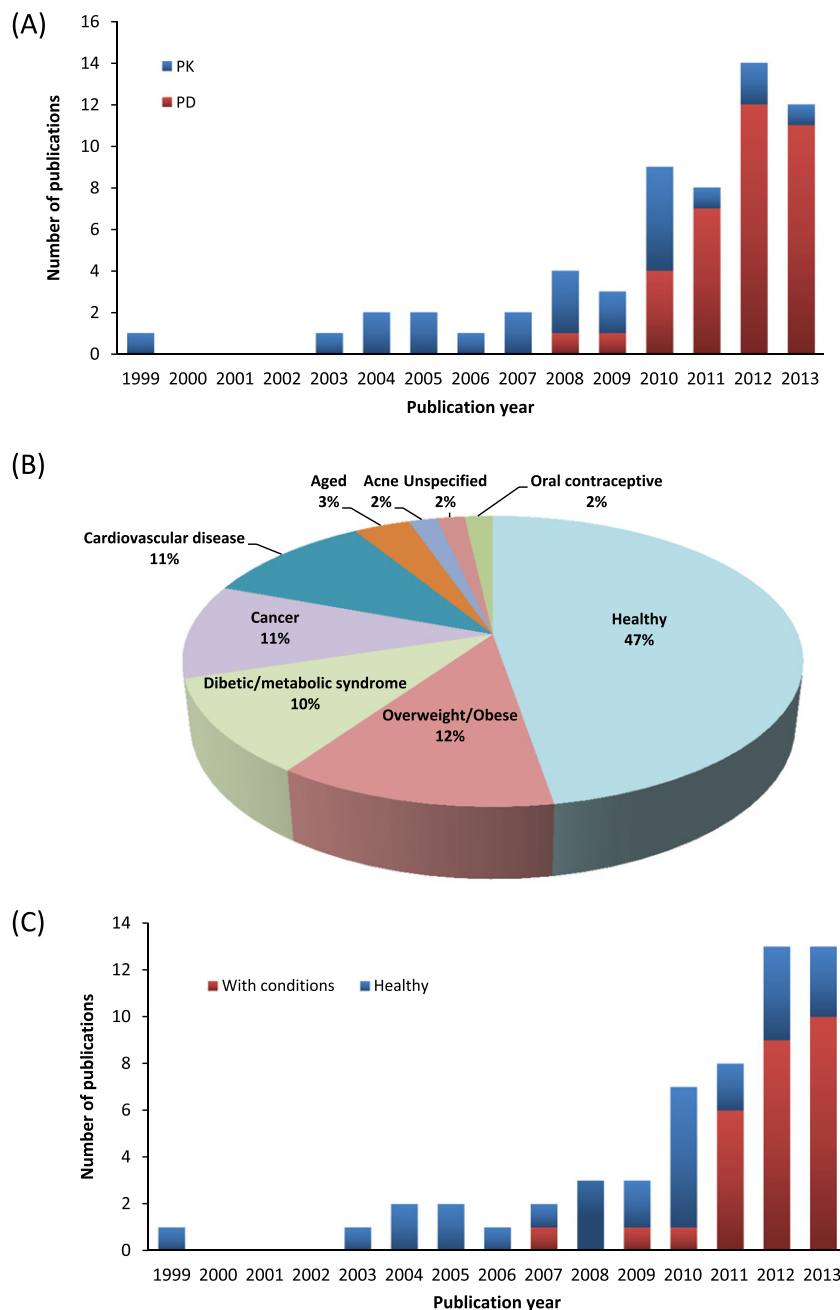 (A)
16
14
12
10
8
6
4
2
0
Number of publications
PK
PD
1999 2000 2001 2002 2003 2004 2005 2006 2007 2008 2009 2010 2011 2012 2013
Publication year
(B)
Aged
3%
Acne
2%
Unspecified
2%
Oral contraceptive
2%
Cardiovascular disease
11%
Cancer
11%
Healthy
47%
Dibetic/metabolic syndrome
10%
Overweight/Obese
12%
(C)
14
12
10
8
6
4
2
0
Number of publications
With conditions
Healthy
1999 2000 2001 2002 2003 2004 2005 2006 2007 2008 2009 2010 2011 2012 2013
Publication year